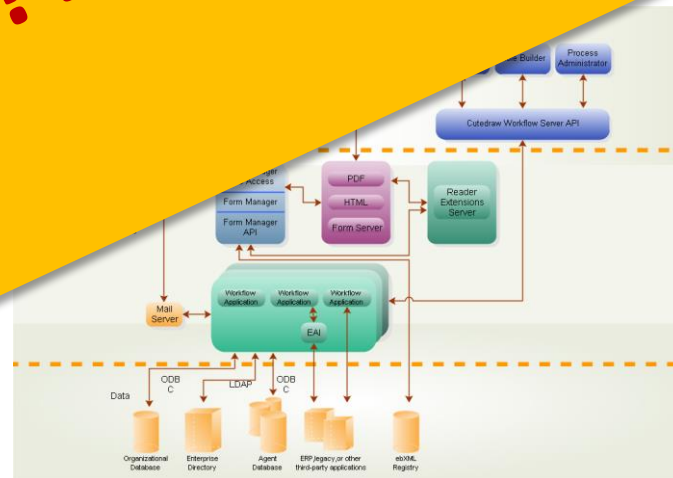 Builder
Process
Administrator
Cutedraw Workflow Server API
Access
Form Manager
Form Manager
API
PDF
HTML
Form Server
Reader
Extensions
Server
Workflow
Application
Workflow
Application
Workflow
Application
EAI
Mail
Server
Data
ODB
C
LDAP
ODB
C
Organizational
Database
Enterprise
Directory
Agent
Database
ERP,legacy,or other
third-party applications
ebXML
Registry